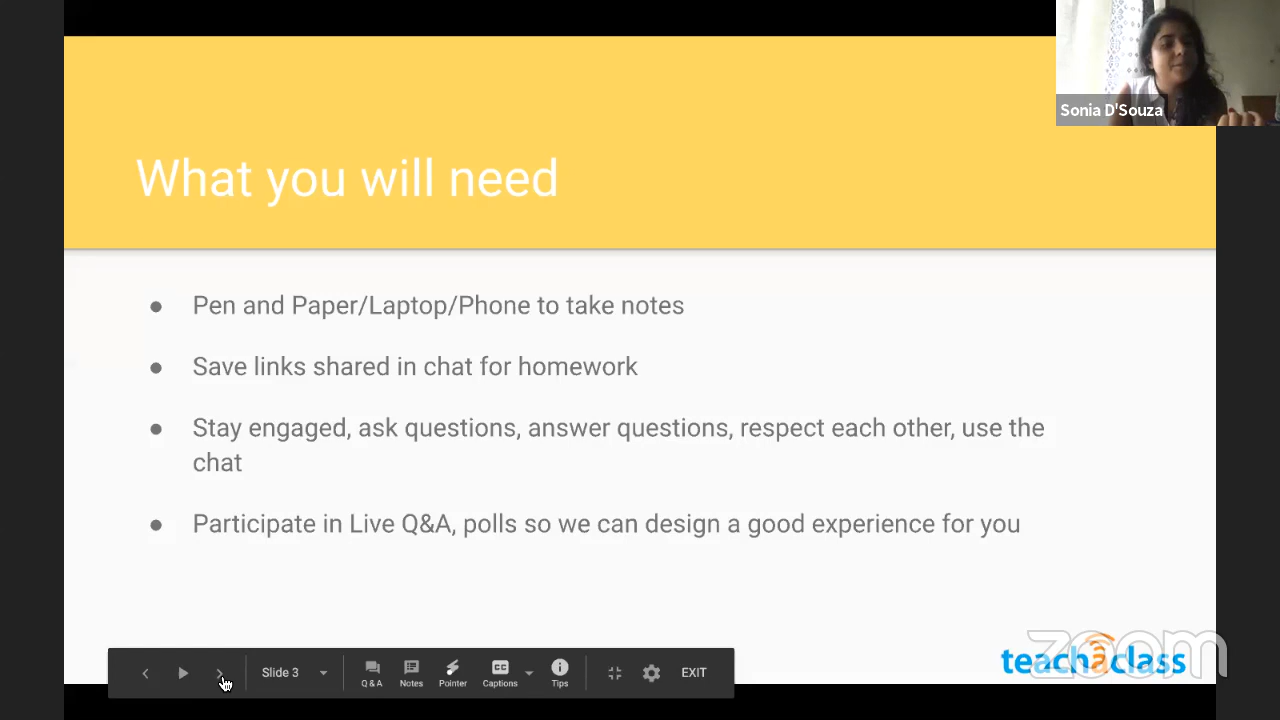 Sonia D'Souza
What you will need
● Pen and Paper/Laptop/Phone to take notes
● Save links shared in chat for homework
● Stay engaged, ask questions, answer questions, respect each other, use the
chat
● Participate in Live Q&A, polls so we can design a good experience for you
zoom
teachaclass
Slide 3
Q & A
Notes
Pointer
CC
Captions
Tips
EXIT